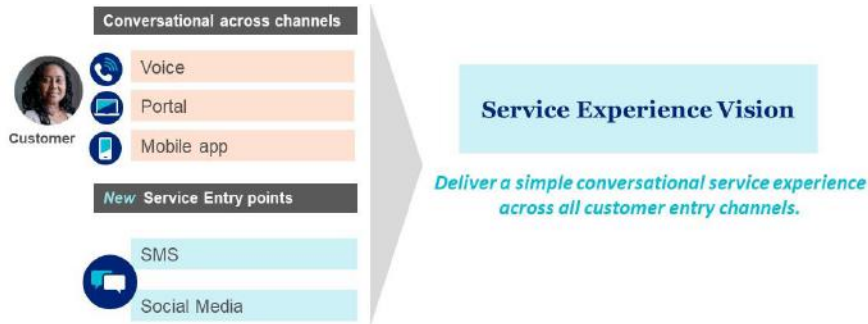 Conversational across channels
Voice
Portal
Customer
Mobile app
New Service Entry points
SMS
Social Media
Service Experience Vision
Deliver a simple conversational service experience
across all customer entry channels.